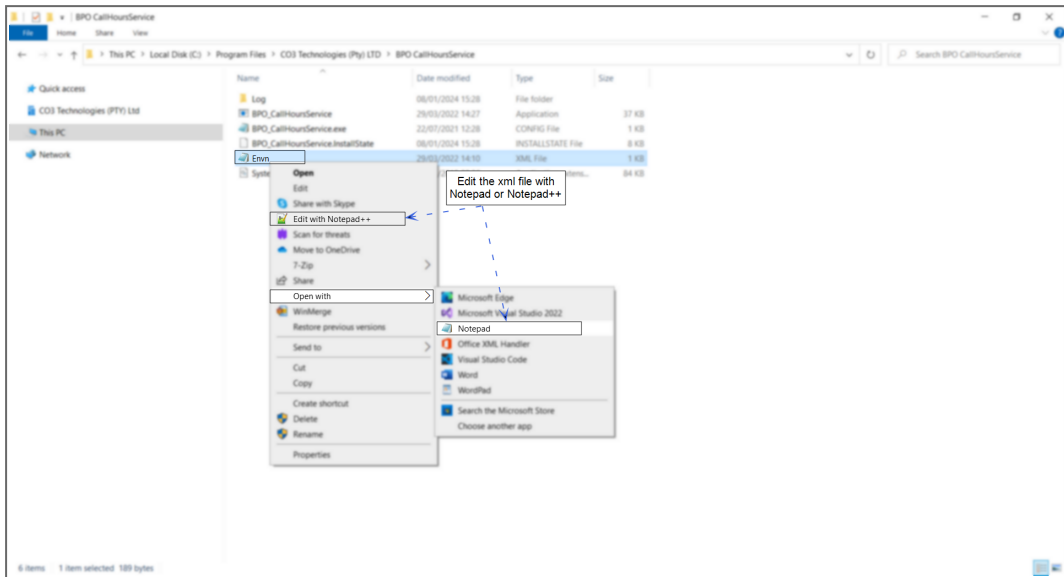 BPO CallHoursService
File Home Share View
This PC > Local Disk (C:) > Program Files > CO3 Technologies (Pty) LTD > BPO CallHoursService
Search BPO CallHoursService
Quick access
CO3 Technologies (PTY) Ltd
This PC
Network
Name Date modified Type Size
Log 08/01/2024 15:28 File folder
BPO_CallHoursService 29/03/2022 14:27 Application 37 KB
BPO_CallHoursService.exe 22/07/2021 12:28 CONFIG File 1 KB
BPO_CallHoursService.InstallState 08/01/2024 15:28 INSTALLSTATE File 8 KB
Envn 29/03/2022 14:10 XML File 1 KB
Syste 84 KB
Edit the xml file with
Notepad or Notepad++
Open
Edit
Share with Skype
Edit with Notepad++
Scan for threats
Move to OneDrive
7-Zip
Share
Open with
WinMerge
Restore previous versions
Send to
Cut
Copy
Create shortcut
Delete
Rename
Properties
Microsoft Edge
Microsoft Visual Studio 2022
Notepad
Office XML Handler
Visual Studio Code
Word
WordPad
Search the Microsoft Store
Choose another app
6 items 1 item selected 189 bytes